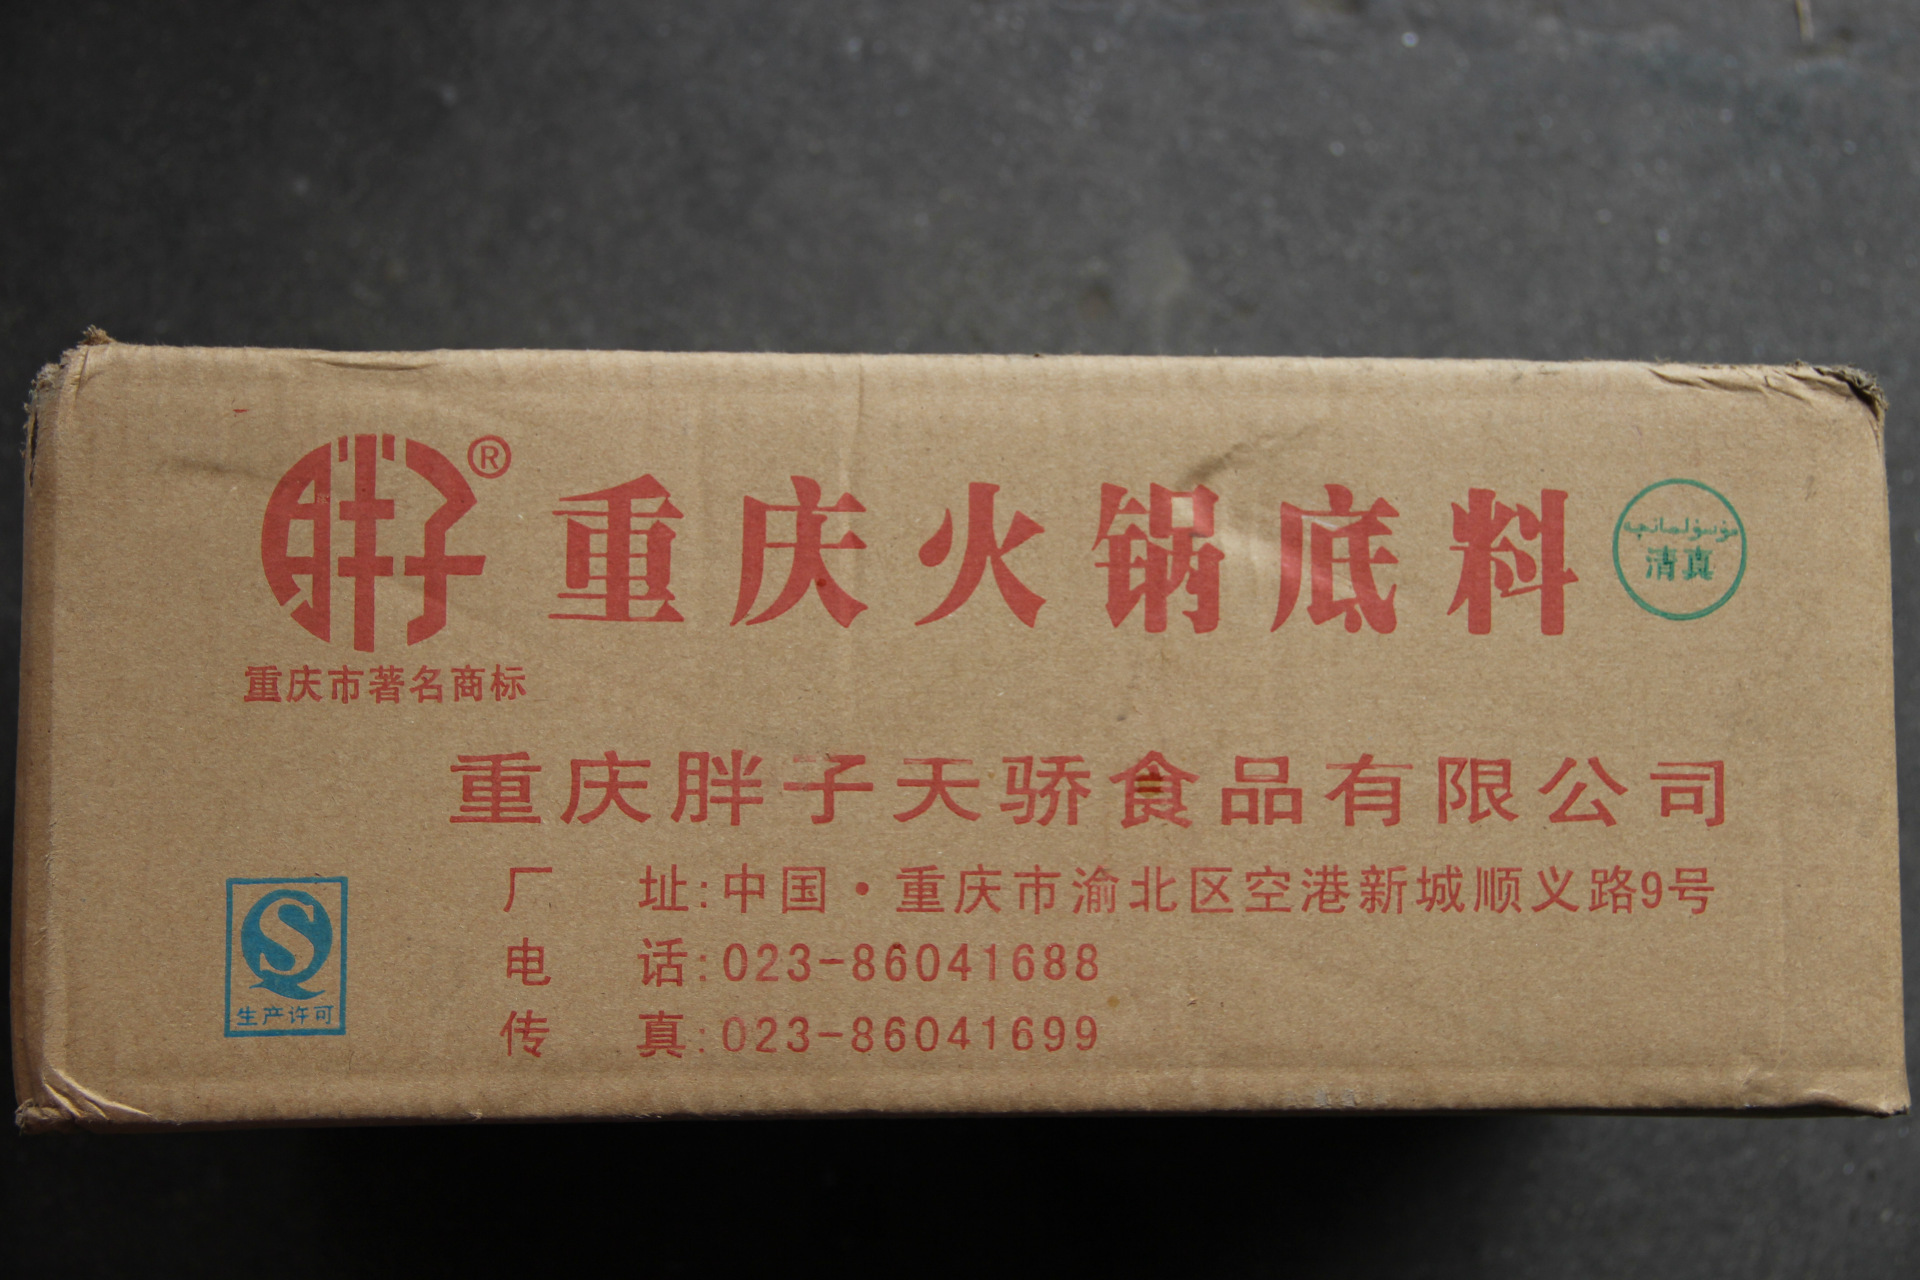 胖子®
重庆火锅底料
مۇسۇلمانچە
清真
重庆市著名商标
重庆胖子天骄食品有限公司
厂 址:中国·重庆市渝北区空港新城顺义路9号
电 话:023-86041688
传 真:023-86041699
QS
生产许可